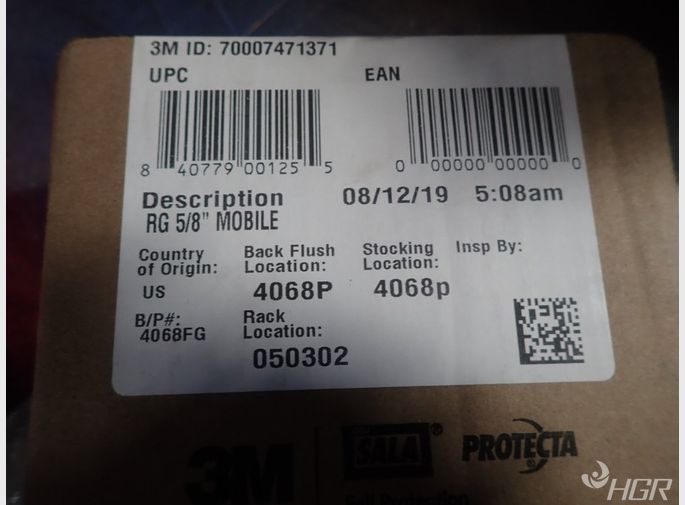 3M ID: 70007471371
UPC EAN
8 40779 00125 5 0 00000 00000 0
Description 08/12/19 5:08am
RG 5/8" MOBILE
Country of Origin: US
Back Flush Location: 4068P
Stocking Location: 4068p
Insp By:
B/P#: 4068FG
Rack Location: 050302
3M SALA® PROTECTA®
Fall Protection
HGR